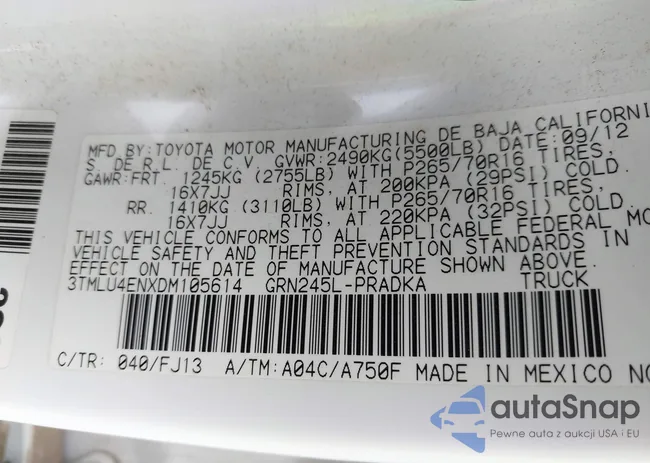 MFD BY:TOYOTA MOTOR MANUFACTURING DE BAJA CALIFORNI
S DE R.L. DE C.V. GVWR:2490KG(5500LB) DATE:09/12
GAWR:FRT. 1245KG (2755LB) WITH P265/70R16 TIRES,
16X7JJ RIMS, AT 200KPA (29PSI) COLD.
RR. 1410KG (3110LB) WITH P265/70R16 TIRES,
16X7JJ RIMS, AT 220KPA (32PSI) COLD.
THIS VEHICLE CONFORMS TO ALL APPLICABLE FEDERAL MO
VEHICLE SAFETY AND THEFT PREVENTION STANDARDS IN
EFFECT ON THE DATE OF MANUFACTURE SHOWN ABOVE.
3TMLU4ENXDM105614 GRN245L-PRADKA TRUCK
C/TR: 040/FJ13 A/TM:A04C/A750F MADE IN MEXICO NO
autaSnap
Pewne auta z aukcji USA i EU